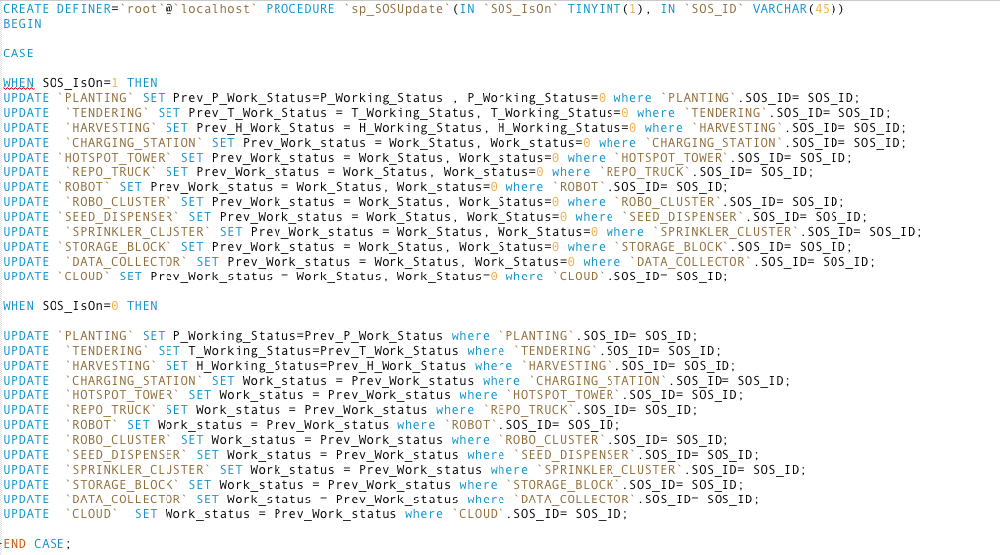 CREATE DEFINER=`root`@`localhost` PROCEDURE `sp_SOSUpdate`(IN `SOS_IsOn` TINYINT(1), IN `SOS_ID` VARCHAR(45))
BEGIN
CASE
WHEN SOS_IsOn=1 THEN
UPDATE `PLANTING` SET Prev_P_Work_Status=P_Working_Status , P_Working_Status=0 where `PLANTING`.SOS_ID= SOS_ID;
UPDATE  `TENDERING` SET Prev_T_Work_Status = T_Working_Status, T_Working_Status=0 where `TENDERING`.SOS_ID= SOS_ID;
UPDATE  `HARVESTING` SET Prev_H_Work_Status = H_Working_Status, H_Working_Status=0 where `HARVESTING`.SOS_ID= SOS_ID;
UPDATE  `CHARGING_STATION` SET Prev_Work_status = Work_Status, Work_status=0 where `CHARGING_STATION`.SOS_ID= SOS_ID;
UPDATE `HOTSPOT_TOWER` SET Prev_Work_status = Work_Status, Work_status=0 where `HOTSPOT_TOWER`.SOS_ID= SOS_ID;
UPDATE  `REPO_TRUCK` SET Prev_Work_status = Work_Status, Work_status=0 where `REPO_TRUCK`.SOS_ID= SOS_ID;
UPDATE `ROBOT` SET Prev_Work_status = Work_Status, Work_status=0 where `ROBOT`.SOS_ID= SOS_ID;
UPDATE  `ROBO_CLUSTER` SET Prev_Work_status = Work_Status, Work_Status=0 where `ROBO_CLUSTER`.SOS_ID= SOS_ID;
UPDATE `SEED_DISPENSER` SET Prev_Work_status = Work_Status, Work_Status=0 where `SEED_DISPENSER`.SOS_ID= SOS_ID;
UPDATE  `SPRINKLER_CLUSTER` SET Prev_Work_status = Work_Status, Work_Status=0 where `SPRINKLER_CLUSTER`.SOS_ID= SOS_ID;
UPDATE `STORAGE_BLOCK` SET Prev_Work_status = Work_Status, Work_Status=0 where `STORAGE_BLOCK`.SOS_ID= SOS_ID;
UPDATE  `DATA_COLLECTOR` SET Prev_Work_status = Work_Status, Work_Status=0 where `DATA_COLLECTOR`.SOS_ID= SOS_ID;
UPDATE `CLOUD` SET Prev_Work_status = Work_Status, Work_Status=0 where `CLOUD`.SOS_ID= SOS_ID;
WHEN SOS_IsOn=0 THEN
UPDATE `PLANTING` SET P_Working_Status=Prev_P_Work_Status where `PLANTING`.SOS_ID= SOS_ID;
UPDATE  `TENDERING` SET T_Working_Status=Prev_T_Work_Status where `TENDERING`.SOS_ID= SOS_ID;
UPDATE  `HARVESTING` SET H_Working_Status=Prev_H_Work_Status where `HARVESTING`.SOS_ID= SOS_ID;
UPDATE  `CHARGING_STATION` SET Work_status = Prev_Work_status where `CHARGING_STATION`.SOS_ID= SOS_ID;
UPDATE  `HOTSPOT_TOWER` SET Work_status = Prev_Work_status where `HOTSPOT_TOWER`.SOS_ID= SOS_ID;
UPDATE  `REPO_TRUCK` SET Work_status = Prev_Work_status where `REPO_TRUCK`.SOS_ID= SOS_ID;
UPDATE  `ROBOT` SET Work_status = Prev_Work_status where `ROBOT`.SOS_ID= SOS_ID;
UPDATE  `ROBO_CLUSTER` SET Work_status = Prev_Work_status where `ROBO_CLUSTER`.SOS_ID= SOS_ID;
UPDATE  `SEED_DISPENSER` SET Work_status = Prev_Work_status where `SEED_DISPENSER`.SOS_ID= SOS_ID;
UPDATE  `SPRINKLER_CLUSTER` SET Work_status = Prev_Work_status where `SPRINKLER_CLUSTER`.SOS_ID= SOS_ID;
UPDATE  `STORAGE_BLOCK` SET Work_status = Prev_Work_status where `STORAGE_BLOCK`.SOS_ID= SOS_ID;
UPDATE  `DATA_COLLECTOR` SET Work_status = Prev_Work_status where `DATA_COLLECTOR`.SOS_ID= SOS_ID;
UPDATE  `CLOUD`  SET Work_status = Prev_Work_status where `CLOUD`.SOS_ID= SOS_ID;
END CASE;